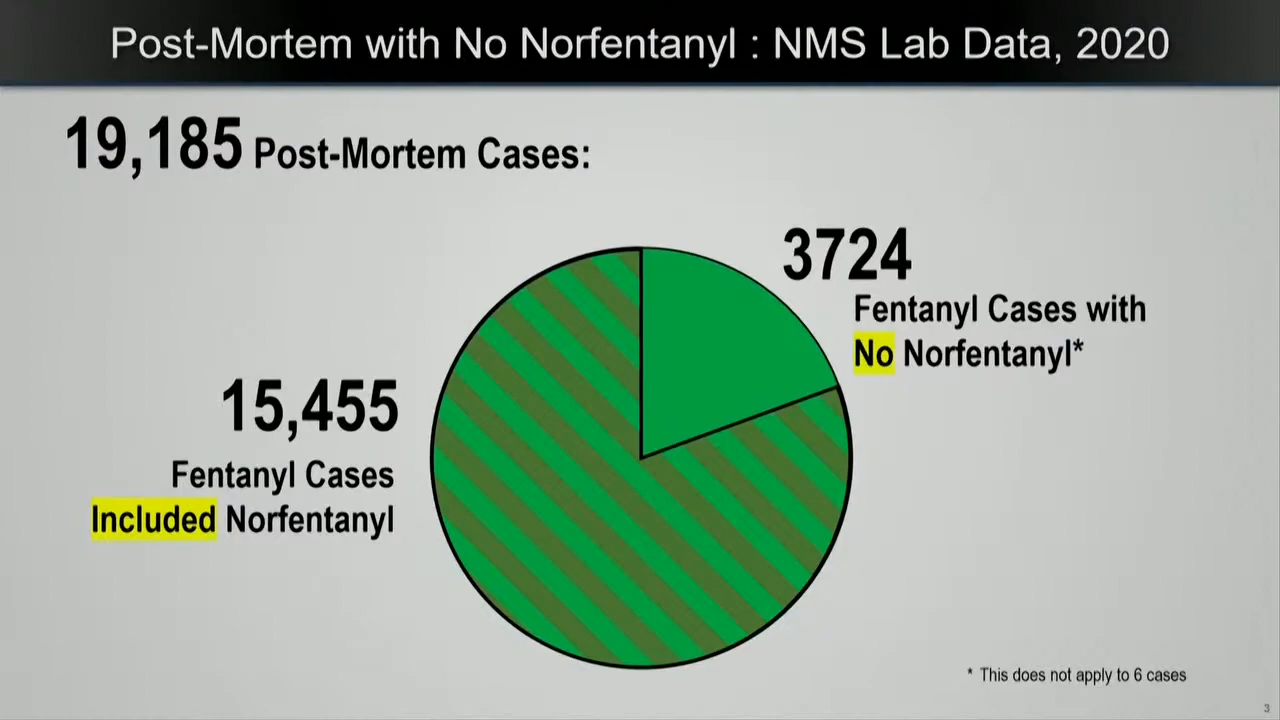 Post-Mortem with No Norfentanyl : NMS Lab Data, 2020
19,185 Post-Mortem Cases:
3724
Fentanyl Cases with
No Norfentanyl*
15,455
Fentanyl Cases
Included Norfentanyl
* This does not apply to 6 cases
3